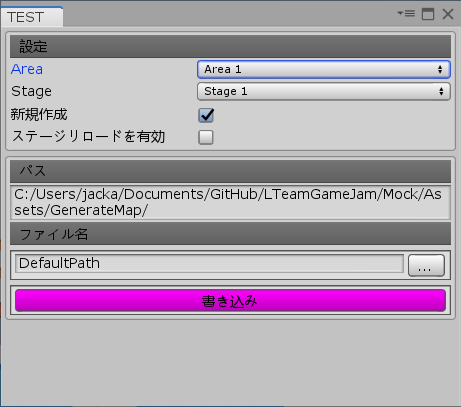 TEST
設定
Area
Area 1
Stage
Stage 1
新規作成
ステージリロードを有効
パス
C:/Users/jacka/Documents/GitHub/LTeamGameJam/Mock/As
sets/GenerateMap/
ファイル名
DefaultPath
...
書き込み